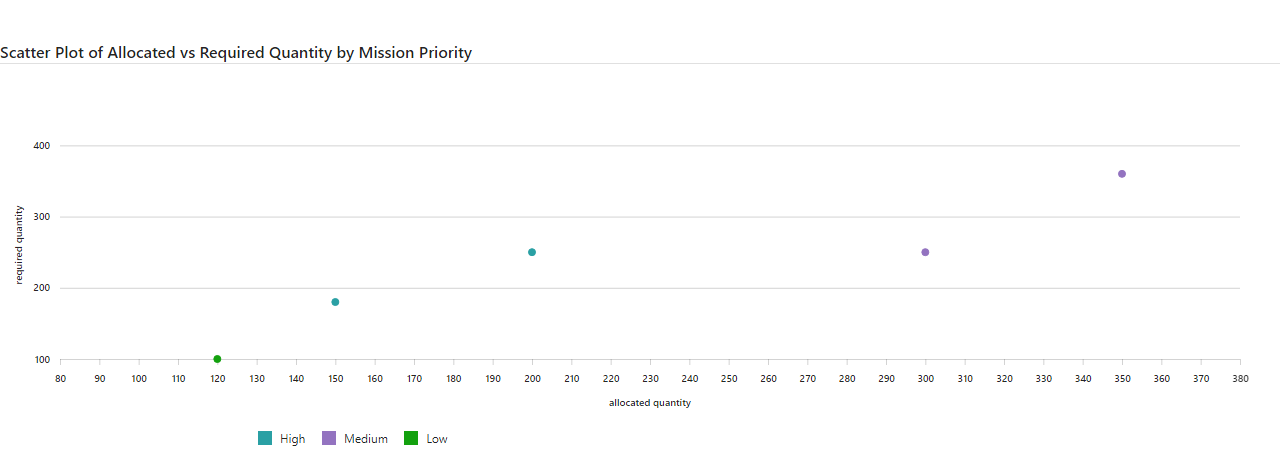 Scatter Plot of Allocated vs Required Quantity by Mission Priority
400
300
200
100
required quantity
80 90 100 110 120 130 140 150 160 170 180 190 200 210 220 230 240 250 260 270 280 290 300 310 320 330 340 350 360 370 380
allocated quantity
High Medium Low